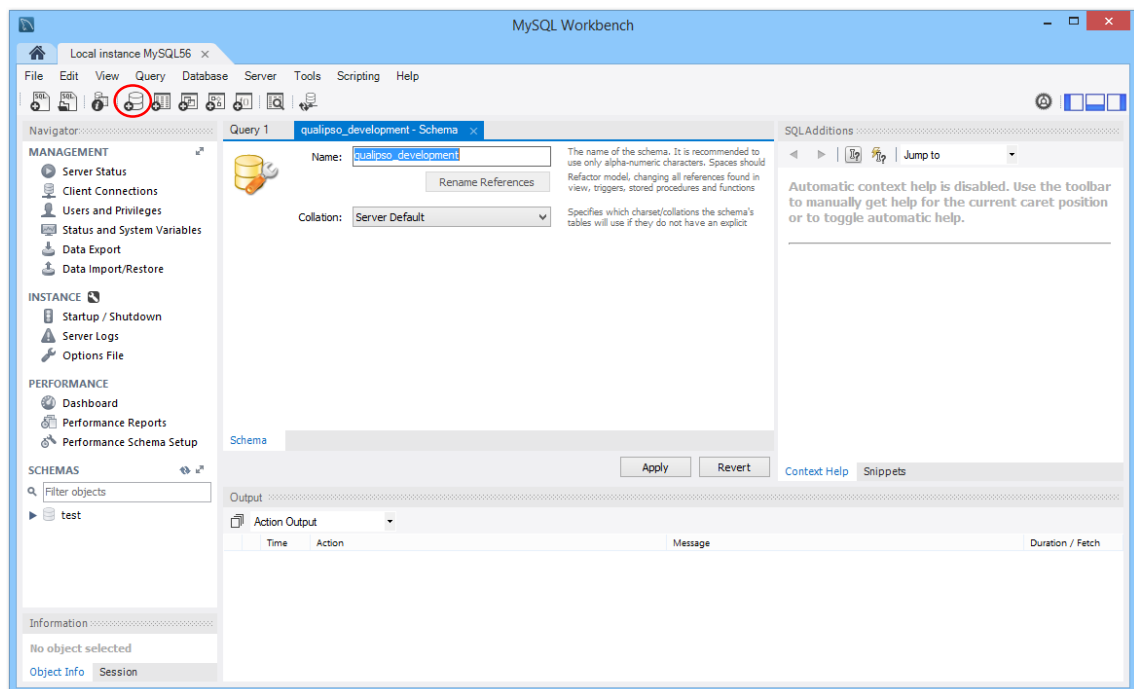 MySQL Workbench
Local instance MySQL56
File Edit View Query Database Server Tools Scripting Help
SQL SQL
Navigator
MANAGEMENT
Server Status
Client Connections
Users and Privileges
Status and System Variables
Data Export
Data Import/Restore
INSTANCE
Startup / Shutdown
Server Logs
Options File
PERFORMANCE
Dashboard
Performance Reports
Performance Schema Setup
SCHEMAS
Filter objects
test
Information
No object selected
Object Info Session
Query 1 qualipso_development - Schema
Name: qualipso_development
The name of the schema. It is recommended to
use only alpha-numeric characters. Spaces should
Rename References
Refactor model, changing all references found in
view, triggers, stored procedures and functions
Collation: Server Default
Specifies which charset/collations the schema's
tables will use if they do not have an explicit
Schema
Apply Revert
SQLAdditions
Jump to
Automatic context help is disabled. Use the toolbar
to manually get help for the current caret position
or to toggle automatic help.
Context Help Snippets
Output
Action Output
Time Action Message Duration / Fetch